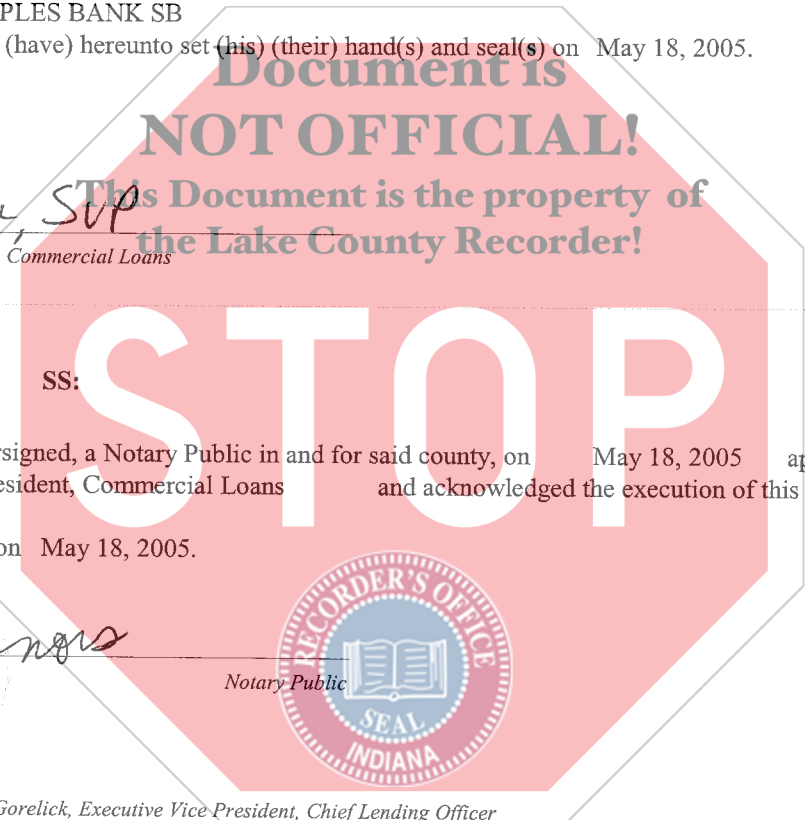 PLES BANK SB
(have) hereunto set (his) (their) hand(s) and seal(s) on May 18, 2005.
Document is
NOT OFFICIAL!
This Document is the property of
the Lake County Recorder!
, SVP
Commercial Loans
STOP
SS:
rsigned, a Notary Public in and for said county, on May 18, 2005 ap
esident, Commercial Loans and acknowledged the execution of this
on May 18, 2005.
Notary Public
RECORDER'S OFFICE
SEAL
INDIANA
Gorelick, Executive Vice President, Chief Lending Officer